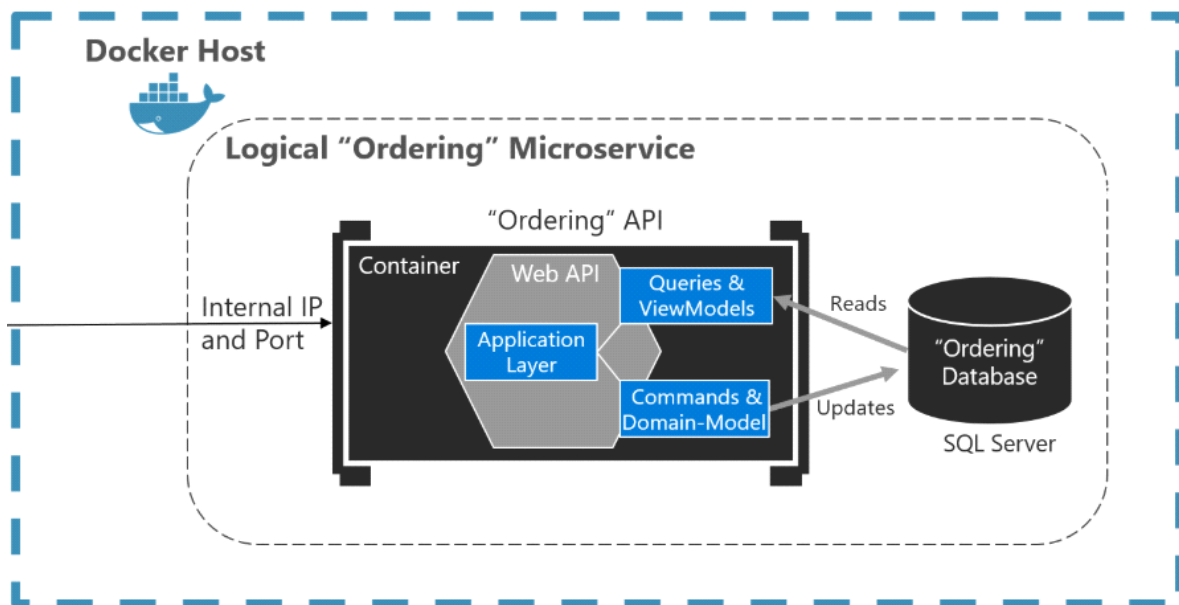 Docker Host
Logical “Ordering” Microservice
“Ordering” API
Container
Web API
Queries &
ViewModels
Internal IP
and Port
Application
Layer
Commands &
Domain-Model
Reads
Updates
“Ordering”
Database
SQL Server